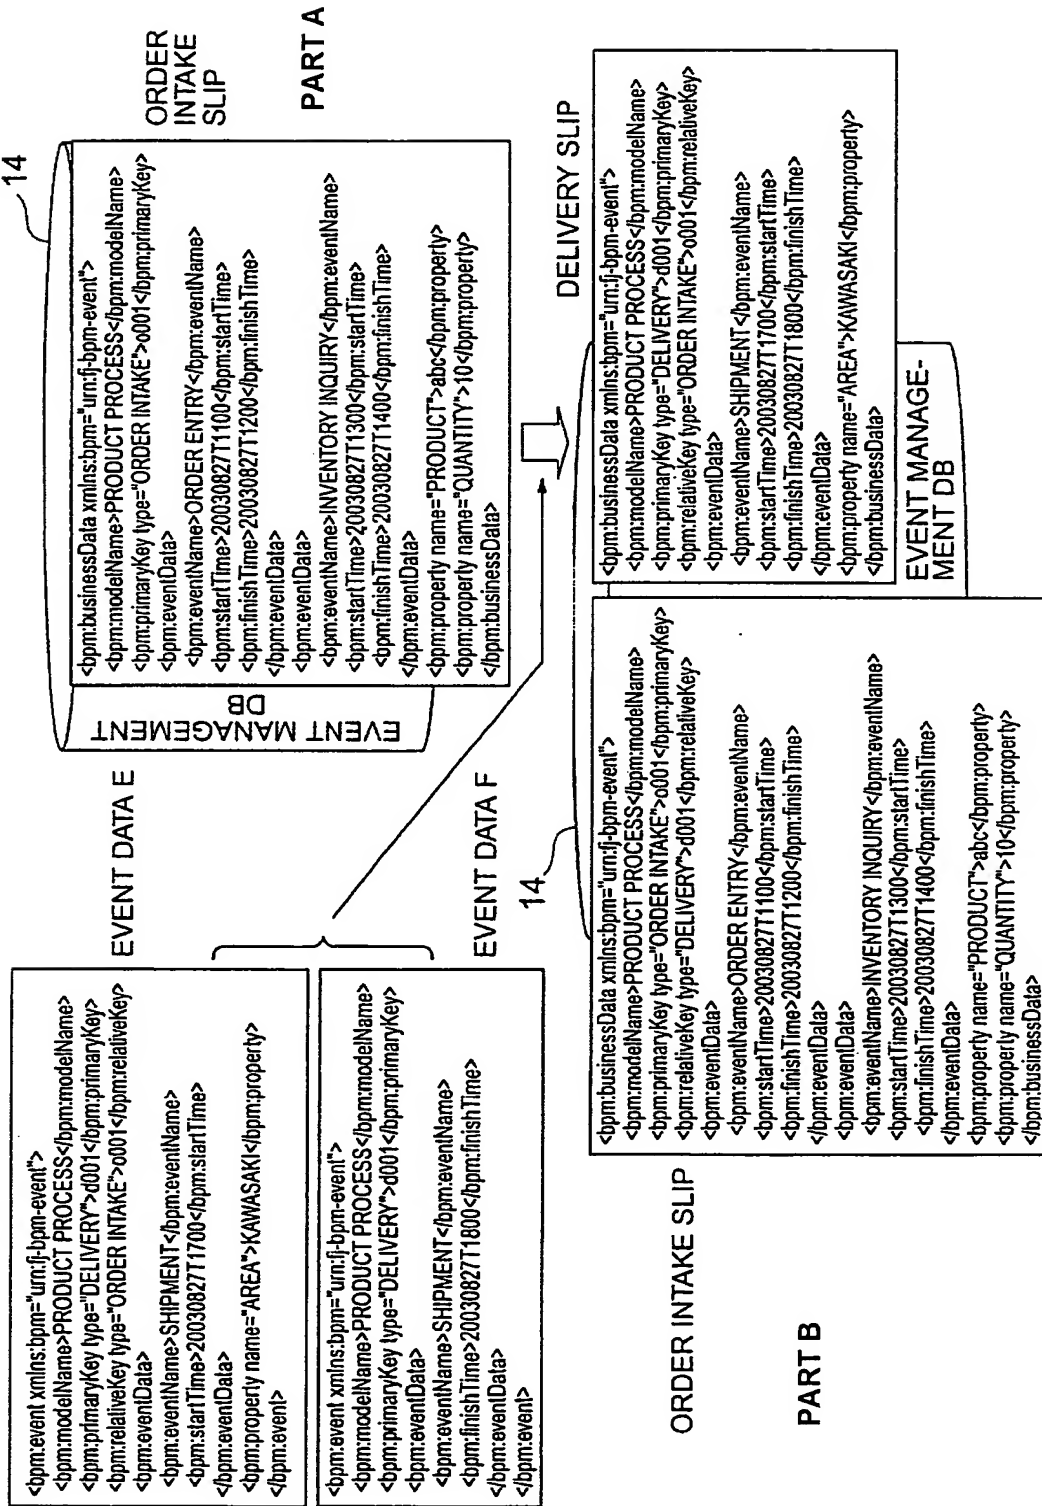 <bpm:event xmlns:bpm="urn:fj-bpm-event">
<bpm:modelName>PRODUCT PROCESS</bpm:modelName>
<bpm:primaryKey type="DELIVERY">d001</bpm:primaryKey>
<bpm:relativeKey type="ORDER INTAKE">o001</bpm:relativeKey>
<bpm:eventData>
<bpm:eventName>SHIPMENT</bpm:eventName>
<bpm:startTime>20030827T1700</bpm:startTime>
</bpm:eventData>
<bpm:property name="AREA">KAWASAKI</bpm:property>
</bpm:event>
EVENT DATA E
<bpm:event xmlns:bpm="urn:fj-bpm-event">
<bpm:modelName>PRODUCT PROCESS</bpm:modelName>
<bpm:primaryKey type="DELIVERY">d001</bpm:primaryKey>
<bpm:eventData>
<bpm:eventName>SHIPMENT</bpm:eventName>
<bpm:finishTime>20030827T1800</bpm:finishTime>
</bpm:eventData>
</bpm:event>
EVENT DATA F
14
EVENT MANAGEMENT
DB
<bpm:businessData xmlns:bpm="urn:fj-bpm-event">
<bpm:modelName>PRODUCT PROCESS</bpm:modelName>
<bpm:primaryKey type="ORDER INTAKE">o001</bpm:primaryKey>
<bpm:eventData>
<bpm:eventName>ORDER ENTRY</bpm:eventName>
<bpm:startTime>20030827T1100</bpm:startTime>
<bpm:finishTime>20030827T1200</bpm:finishTime>
</bpm:eventData>
<bpm:eventData>
<bpm:eventName>INVENTORY INQUIRY</bpm:eventName>
<bpm:startTime>20030827T1300</bpm:startTime>
<bpm:finishTime>20030827T1400</bpm:finishTime>
</bpm:eventData>
<bpm:property name="PRODUCT">abc</bpm:property>
<bpm:property name="QUANTITY">10</bpm:property>
</bpm:businessData>
ORDER
INTAKE
SLIP
PART A
ORDER INTAKE SLIP
PART B
14
<bpm:businessData xmlns:bpm="urn:fj-bpm-event">
<bpm:modelName>PRODUCT PROCESS</bpm:modelName>
<bpm:primaryKey type="ORDER INTAKE">o001</bpm:primaryKey>
<bpm:relativeKey type="DELIVERY">d001</bpm:relativeKey>
<bpm:eventData>
<bpm:eventName>ORDER ENTRY</bpm:eventName>
<bpm:startTime>20030827T1100</bpm:startTime>
<bpm:finishTime>20030827T1200</bpm:finishTime>
</bpm:eventData>
<bpm:eventData>
<bpm:eventName>INVENTORY INQUIRY</bpm:eventName>
<bpm:startTime>20030827T1300</bpm:startTime>
<bpm:finishTime>20030827T1400</bpm:finishTime>
</bpm:eventData>
<bpm:property name="PRODUCT">abc</bpm:property>
<bpm:property name="QUANTITY">10</bpm:property>
</bpm:businessData>
DELIVERY SLIP
<bpm:businessData xmlns:bpm="urn:fj-bpm-event">
<bpm:modelName>PRODUCT PROCESS</bpm:modelName>
<bpm:primaryKey type="DELIVERY">d001</bpm:primaryKey>
<bpm:relativeKey type="ORDER INTAKE">o001</bpm:relativeKey>
<bpm:eventData>
<bpm:eventName>SHIPMENT</bpm:eventName>
<bpm:startTime>20030827T1700</bpm:startTime>
<bpm:finishTime>20030827T1800</bpm:finishTime>
</bpm:eventData>
<bpm:property name="AREA">KAWASAKI</bpm:property>
</bpm:businessData>
EVENT MANAGE-
MENT DB